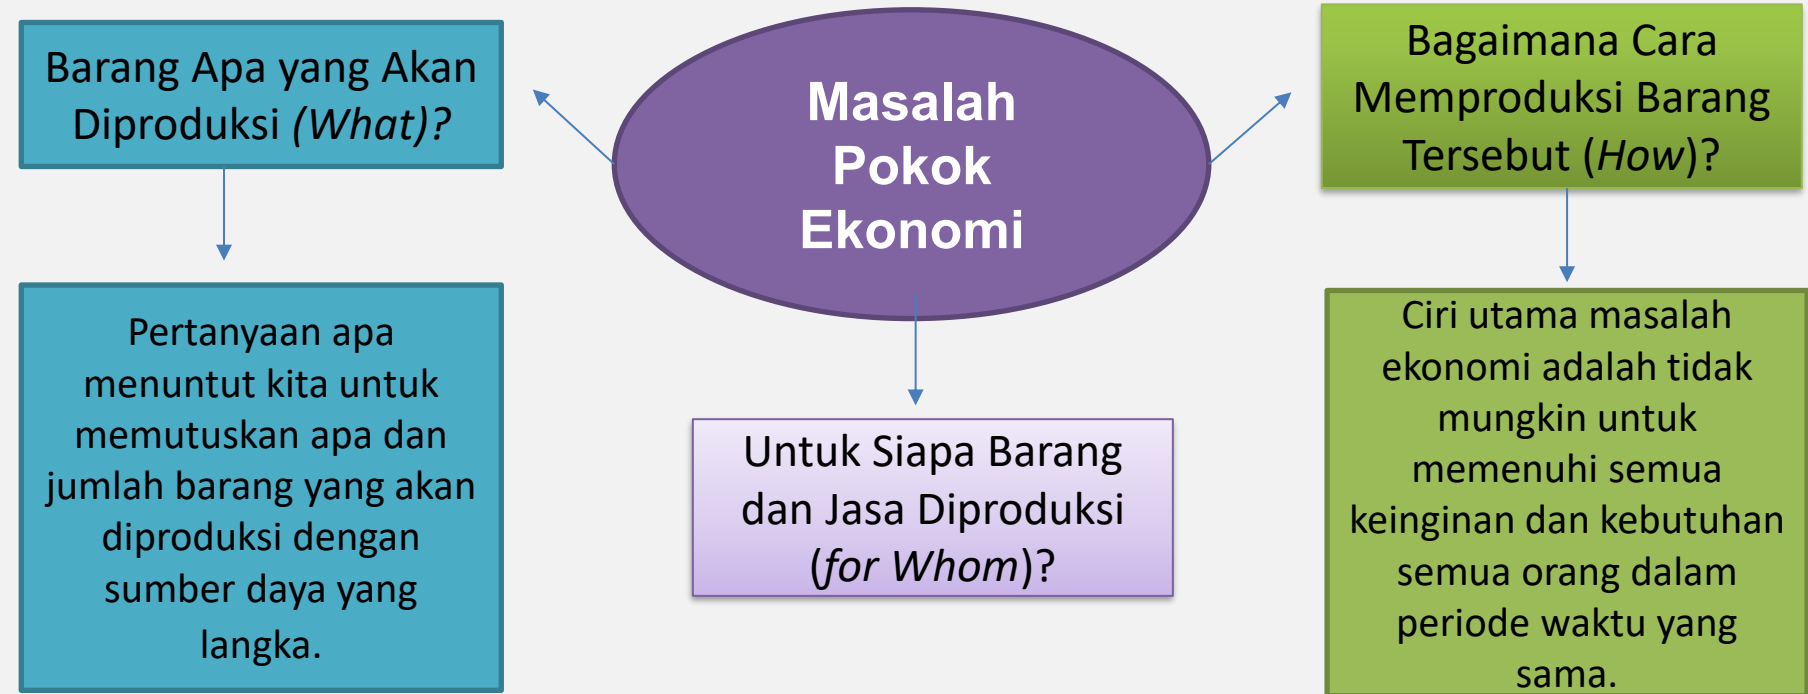 Barang Apa yang Akan
Diproduksi (What)?
Pertanyaan apa
menuntut kita untuk
memutuskan apa dan
jumlah barang yang akan
diproduksi dengan
sumber daya yang
langka.
Masalah
Pokok
Ekonomi
Untuk Siapa Barang
dan Jasa Diproduksi
(for Whom)?
Bagaimana Cara
Memproduksi Barang
Tersebut (How)?
Ciri utama masalah
ekonomi adalah tidak
mungkin untuk
memenuhi semua
keinginan dan kebutuhan
semua orang dalam
periode waktu yang
sama.